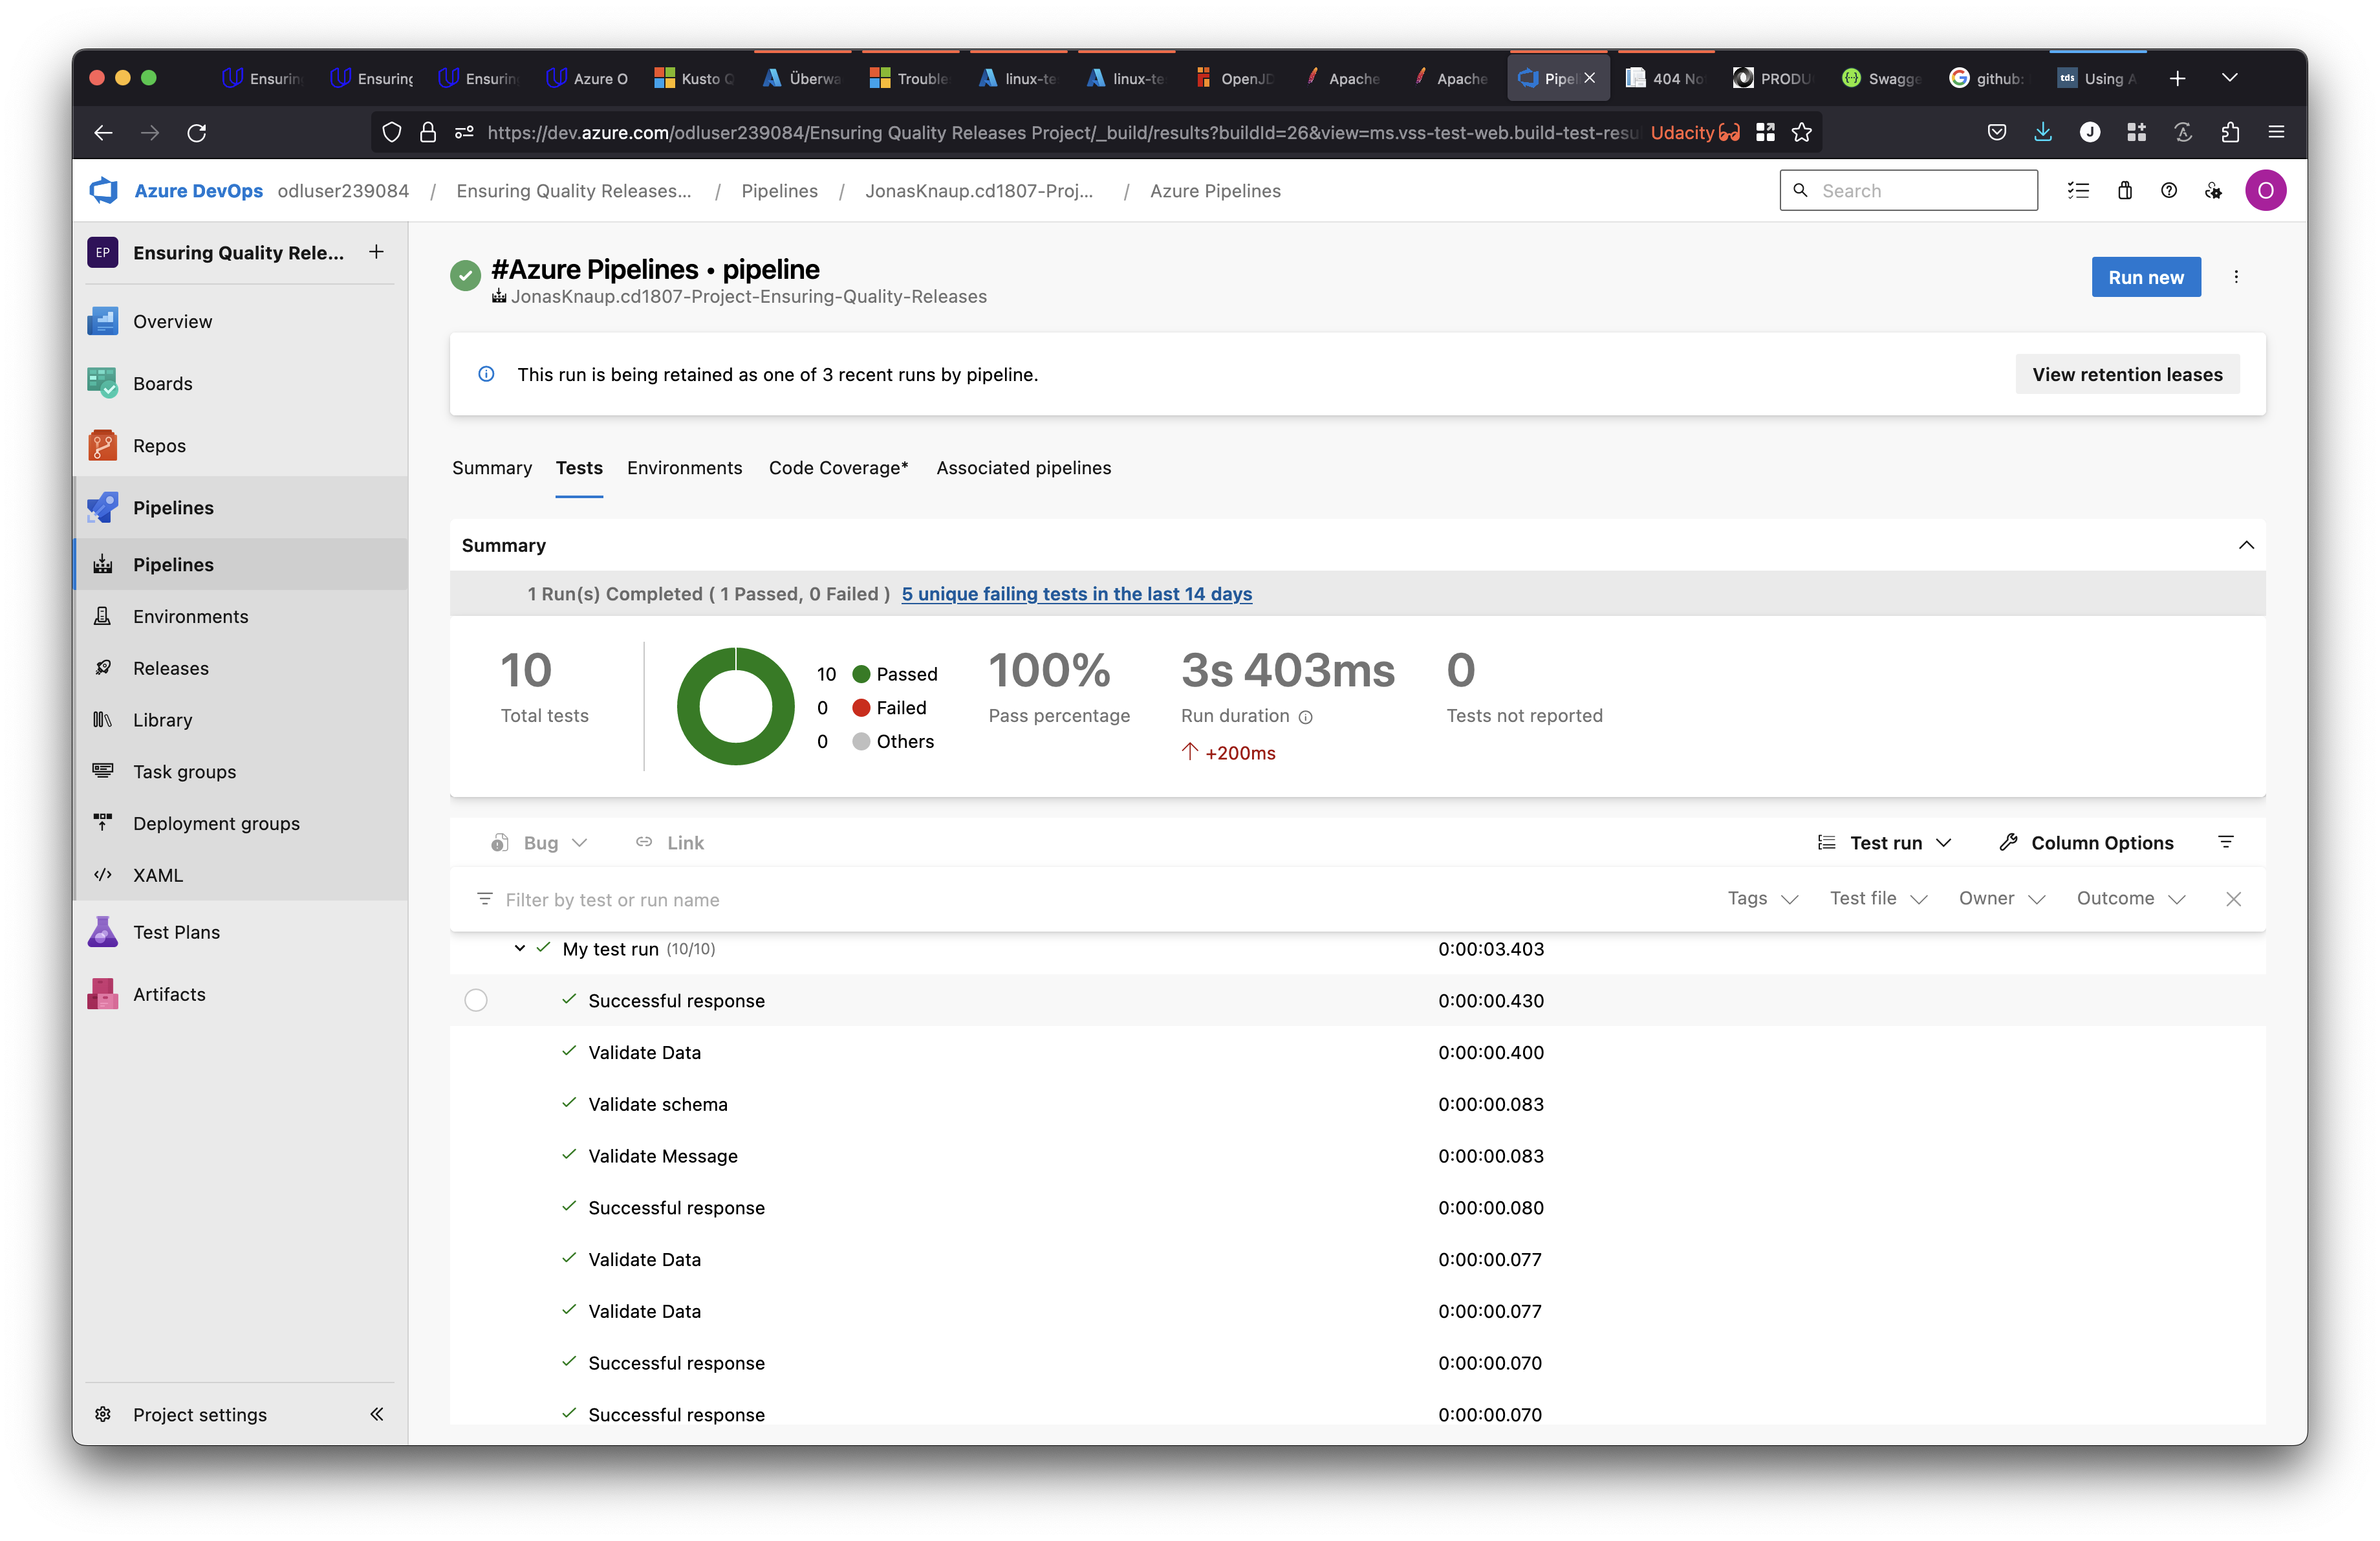 Ensuring Ensuring Ensuring Azure O Kusto Q Überwa Trouble linux-te linux-te OpenJD Apache Apache Pipel 404 No PRODU Swagge github: Using A
https://dev.azure.com/odluser239084/Ensuring Quality Releases Project/_build/results?buildId=26&view=ms.vss-test-web.build-test-resu Udacity
Azure DevOps odluser239084 / Ensuring Quality Releases... / Pipelines / JonasKnaup.cd1807-Proj... / Azure Pipelines Search O
EP Ensuring Quality Rele... +
Overview
Boards
Repos
Pipelines
Pipelines
Environments
Releases
Library
Task groups
Deployment groups
XAML
Test Plans
Artifacts
Project settings
#Azure Pipelines • pipeline
JonasKnaup.cd1807-Project-Ensuring-Quality-Releases
Run new
This run is being retained as one of 3 recent runs by pipeline.
View retention leases
Summary Tests Environments Code Coverage* Associated pipelines
Summary
1 Run(s) Completed ( 1 Passed, 0 Failed ) 5 unique failing tests in the last 14 days
10
Total tests
10 Passed
0 Failed
0 Others
100%
Pass percentage
3s 403ms
Run duration
+200ms
0
Tests not reported
Bug Link Test run Column Options
Filter by test or run name Tags Test file Owner Outcome
My test run (10/10) 0:00:03.403
Successful response 0:00:00.430
Validate Data 0:00:00.400
Validate schema 0:00:00.083
Validate Message 0:00:00.083
Successful response 0:00:00.080
Validate Data 0:00:00.077
Validate Data 0:00:00.077
Successful response 0:00:00.070
Successful response 0:00:00.070